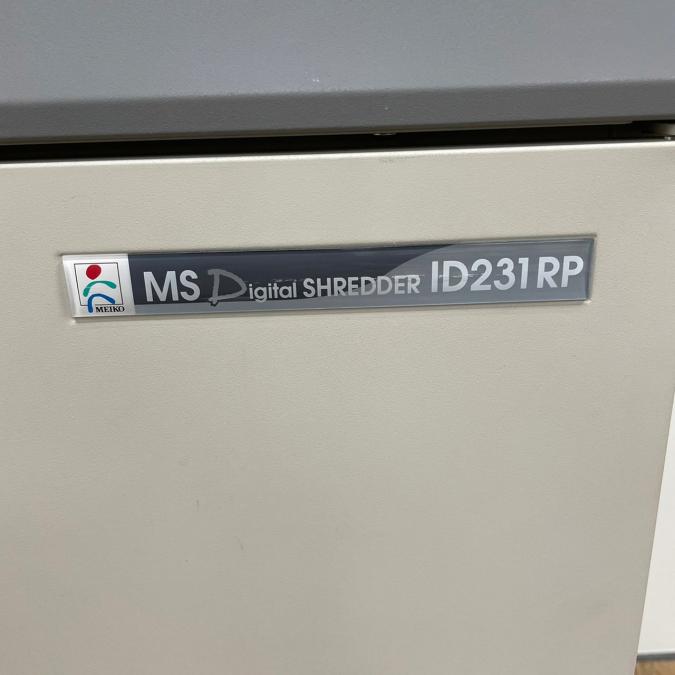 MEIKO
MS Digital SHREDDER ID231RP